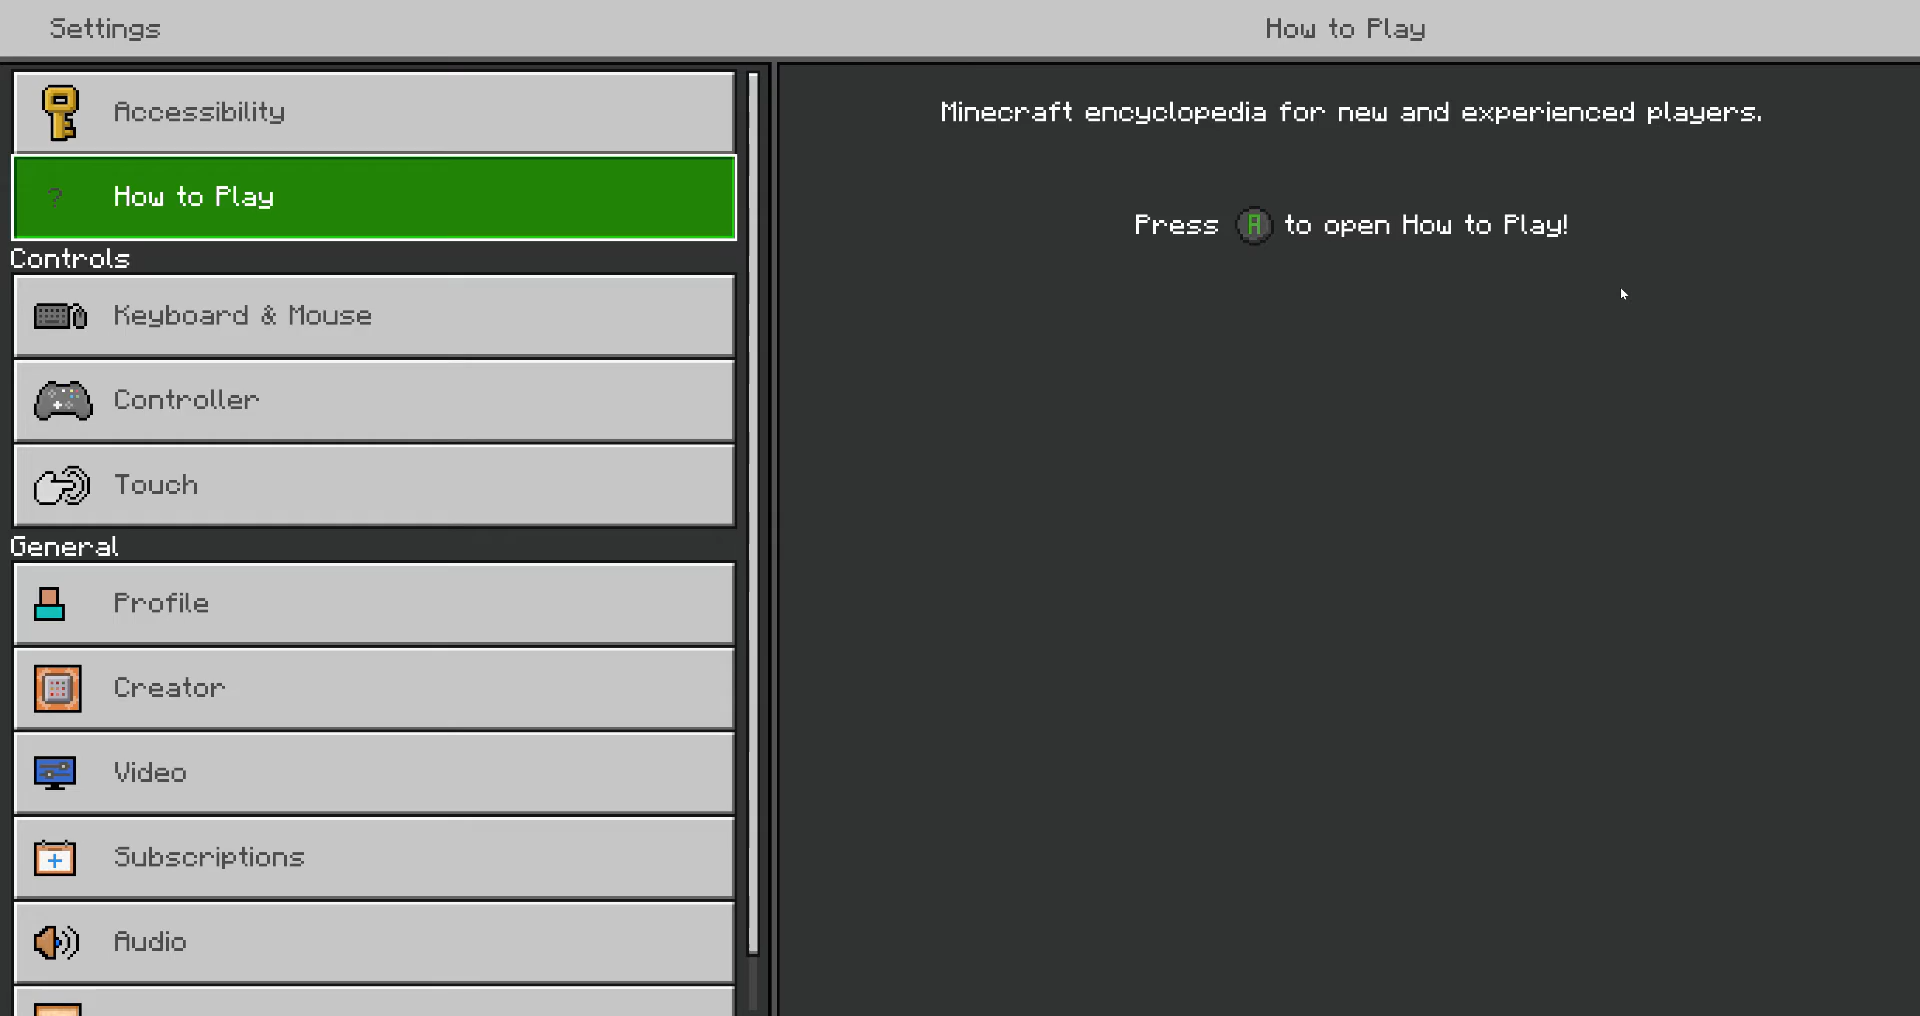 Settings
How to Play
Accessibility
? How to Play
Controls
Keyboard & Mouse
Controller
Touch
General
Profile
Creator
Video
Subscriptions
Audio
Minecraft encyclopedia for new and experienced players.
Press A to open How to Play!